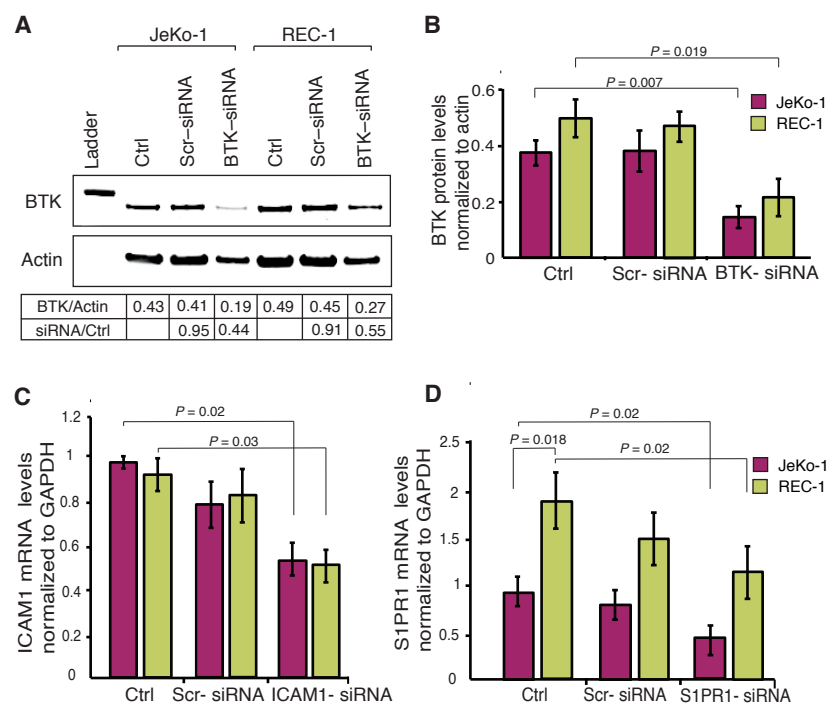 A
JeKo-1 REC-1
Ladder
Ctrl
Scr–siRNA
BTK–siRNA
Ctrl
Scr–siRNA
BTK–siRNA
BTK
Actin
BTK/Actin 0.43 0.41 0.19 0.49 0.45 0.27
siRNA/Ctrl 0.95 0.44 0.91 0.55
B
P = 0.019
P = 0.007
JeKo-1
REC-1
BTK protein levels
normalized to actin
0.6
0.4
0.2
0
Ctrl Scr- siRNA BTK- siRNA
C
P = 0.02
P = 0.03
ICAM1 mRNA levels
normalized to GAPDH
1.2
1
0.8
0.6
0.4
0.2
0
Ctrl Scr- siRNA ICAM1- siRNA
D
P = 0.02
P = 0.018
P = 0.02
JeKo-1
REC-1
S1PR1 mRNA levels
normalized to GAPDH
2.5
2
1.5
1
0.5
0
Ctrl Scr- siRNA S1PR1- siRNA